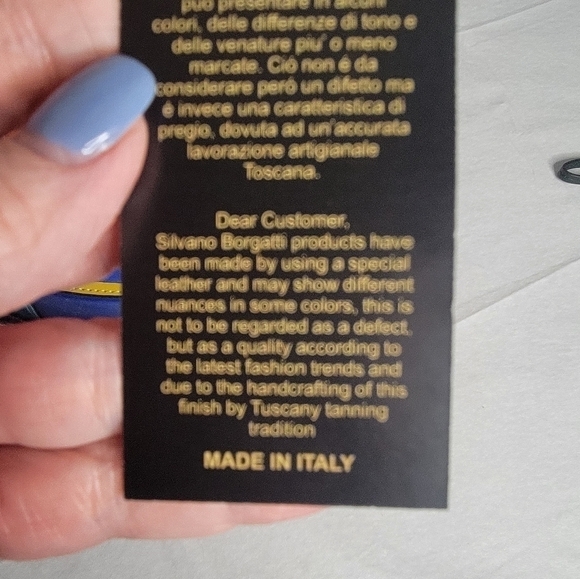 può presentare in alcuni
colori, delle differenze di tono e
delle venature piu' o meno
marcate. Ciò non é da
considerare però un difetto ma
é invece una caratteristica di
pregio, dovuta ad un'accurata
lavorazione artigianale
Toscana.
Dear Customer,
Silvano Borgatti products have
been made by using a special
leather and may show different
nuances in some colors, this is
not to be regarded as a defect,
but as a quality according to
the latest fashion trends and
due to the handcrafting of this
finish by Tuscany tanning
tradition
MADE IN ITALY